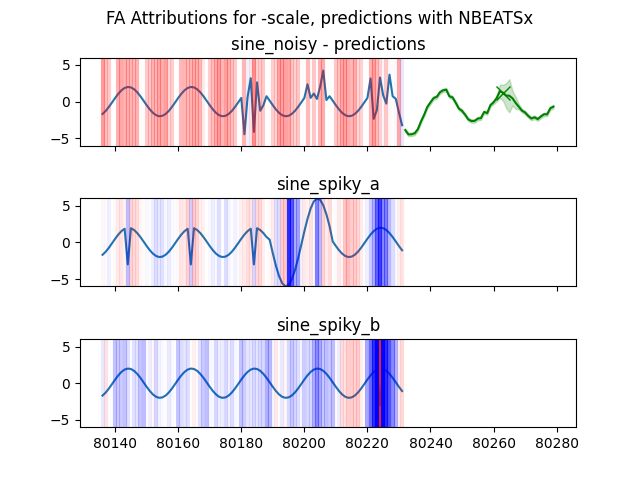 FA Attributions for -scale, predictions with NBEATSx
sine_noisy - predictions
5
0
−5
sine_spiky_a
5
0
−5
sine_spiky_b
5
0
−5
80140 80160 80180 80200 80220 80240 80260 80280